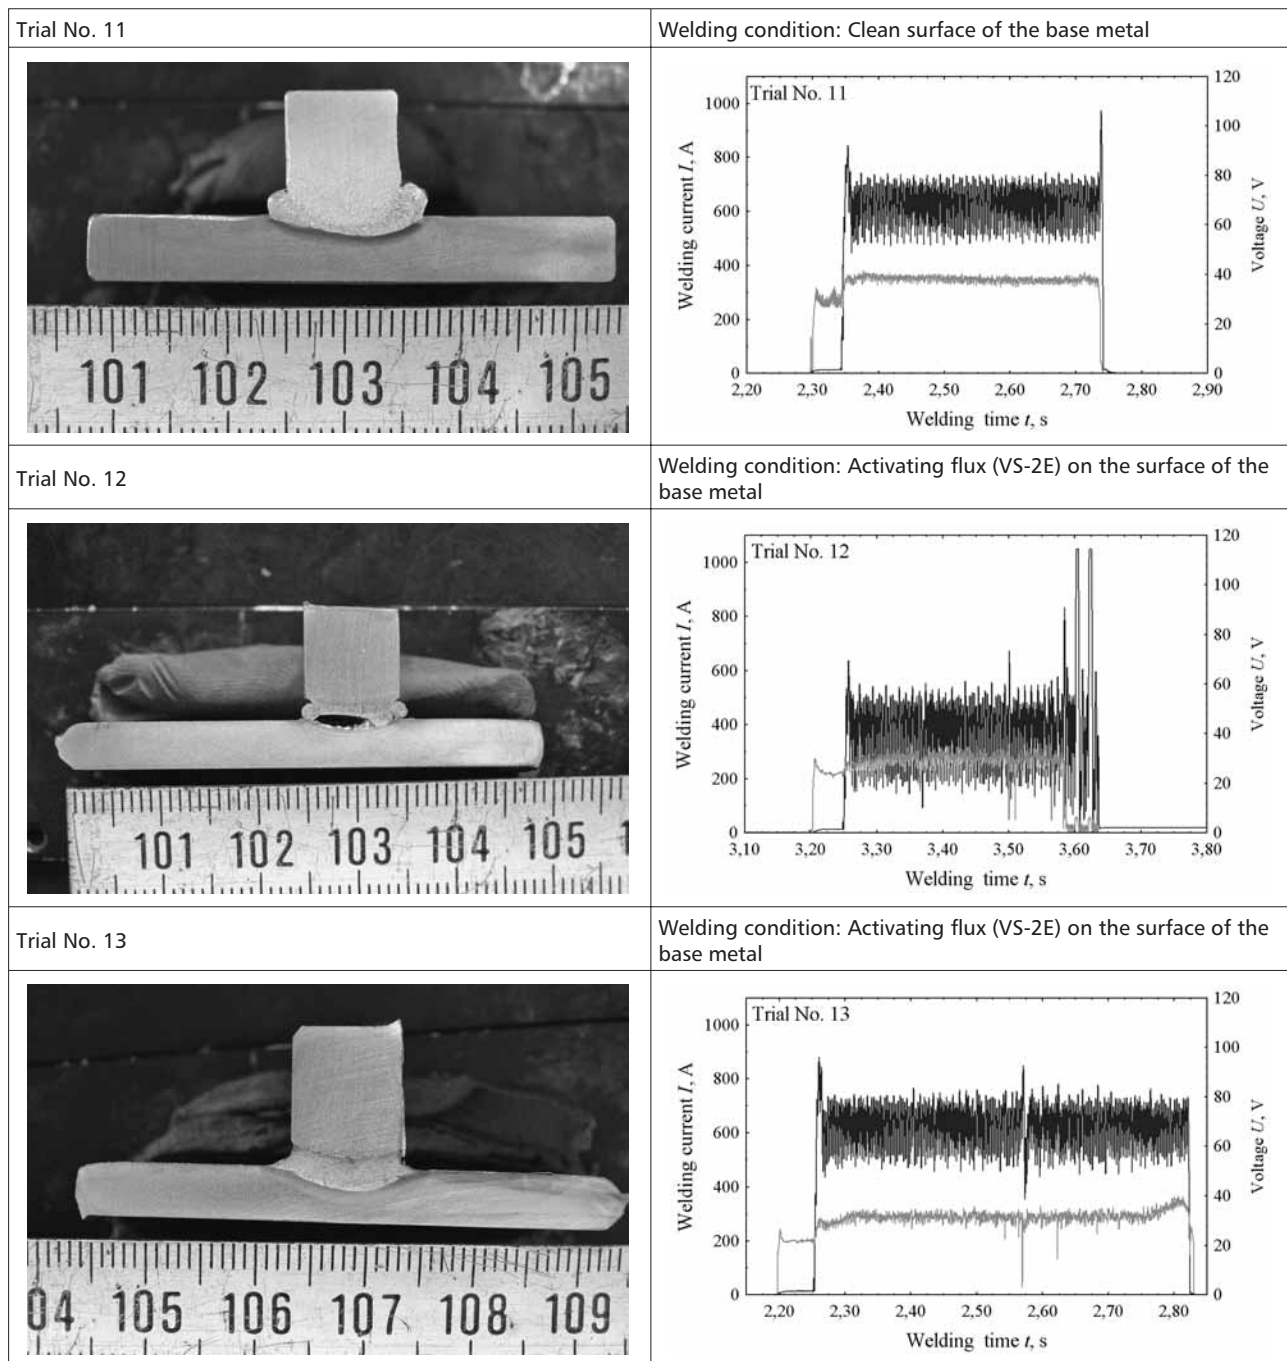 Trial No. 11
Welding condition: Clean surface of the base metal
101 102 103 104 105
Trial No. 11
1000
800
600
400
200
0
Welding current I, A
120
100
80
60
40
20
0
Voltage U, V
2,20 2,30 2,40 2,50 2,60 2,70 2,80 2,90
Welding time t, s
Trial No. 12
Welding condition: Activating flux (VS-2E) on the surface of the
base metal
101 102 103 104 105 1
Trial No. 12
1000
800
600
400
200
0
Welding current I, A
120
100
80
60
40
20
0
Voltage U, V
3,10 3,20 3,30 3,40 3,50 3,60 3,70 3,80
Welding time t, s
Trial No. 13
Welding condition: Activating flux (VS-2E) on the surface of the
base metal
04 105 106 107 108 109
Trial No. 13
1000
800
600
400
200
0
Welding current I, A
120
100
80
60
40
20
0
Voltage U, V
2,20 2,30 2,40 2,50 2,60 2,70 2,80
Welding time t, s